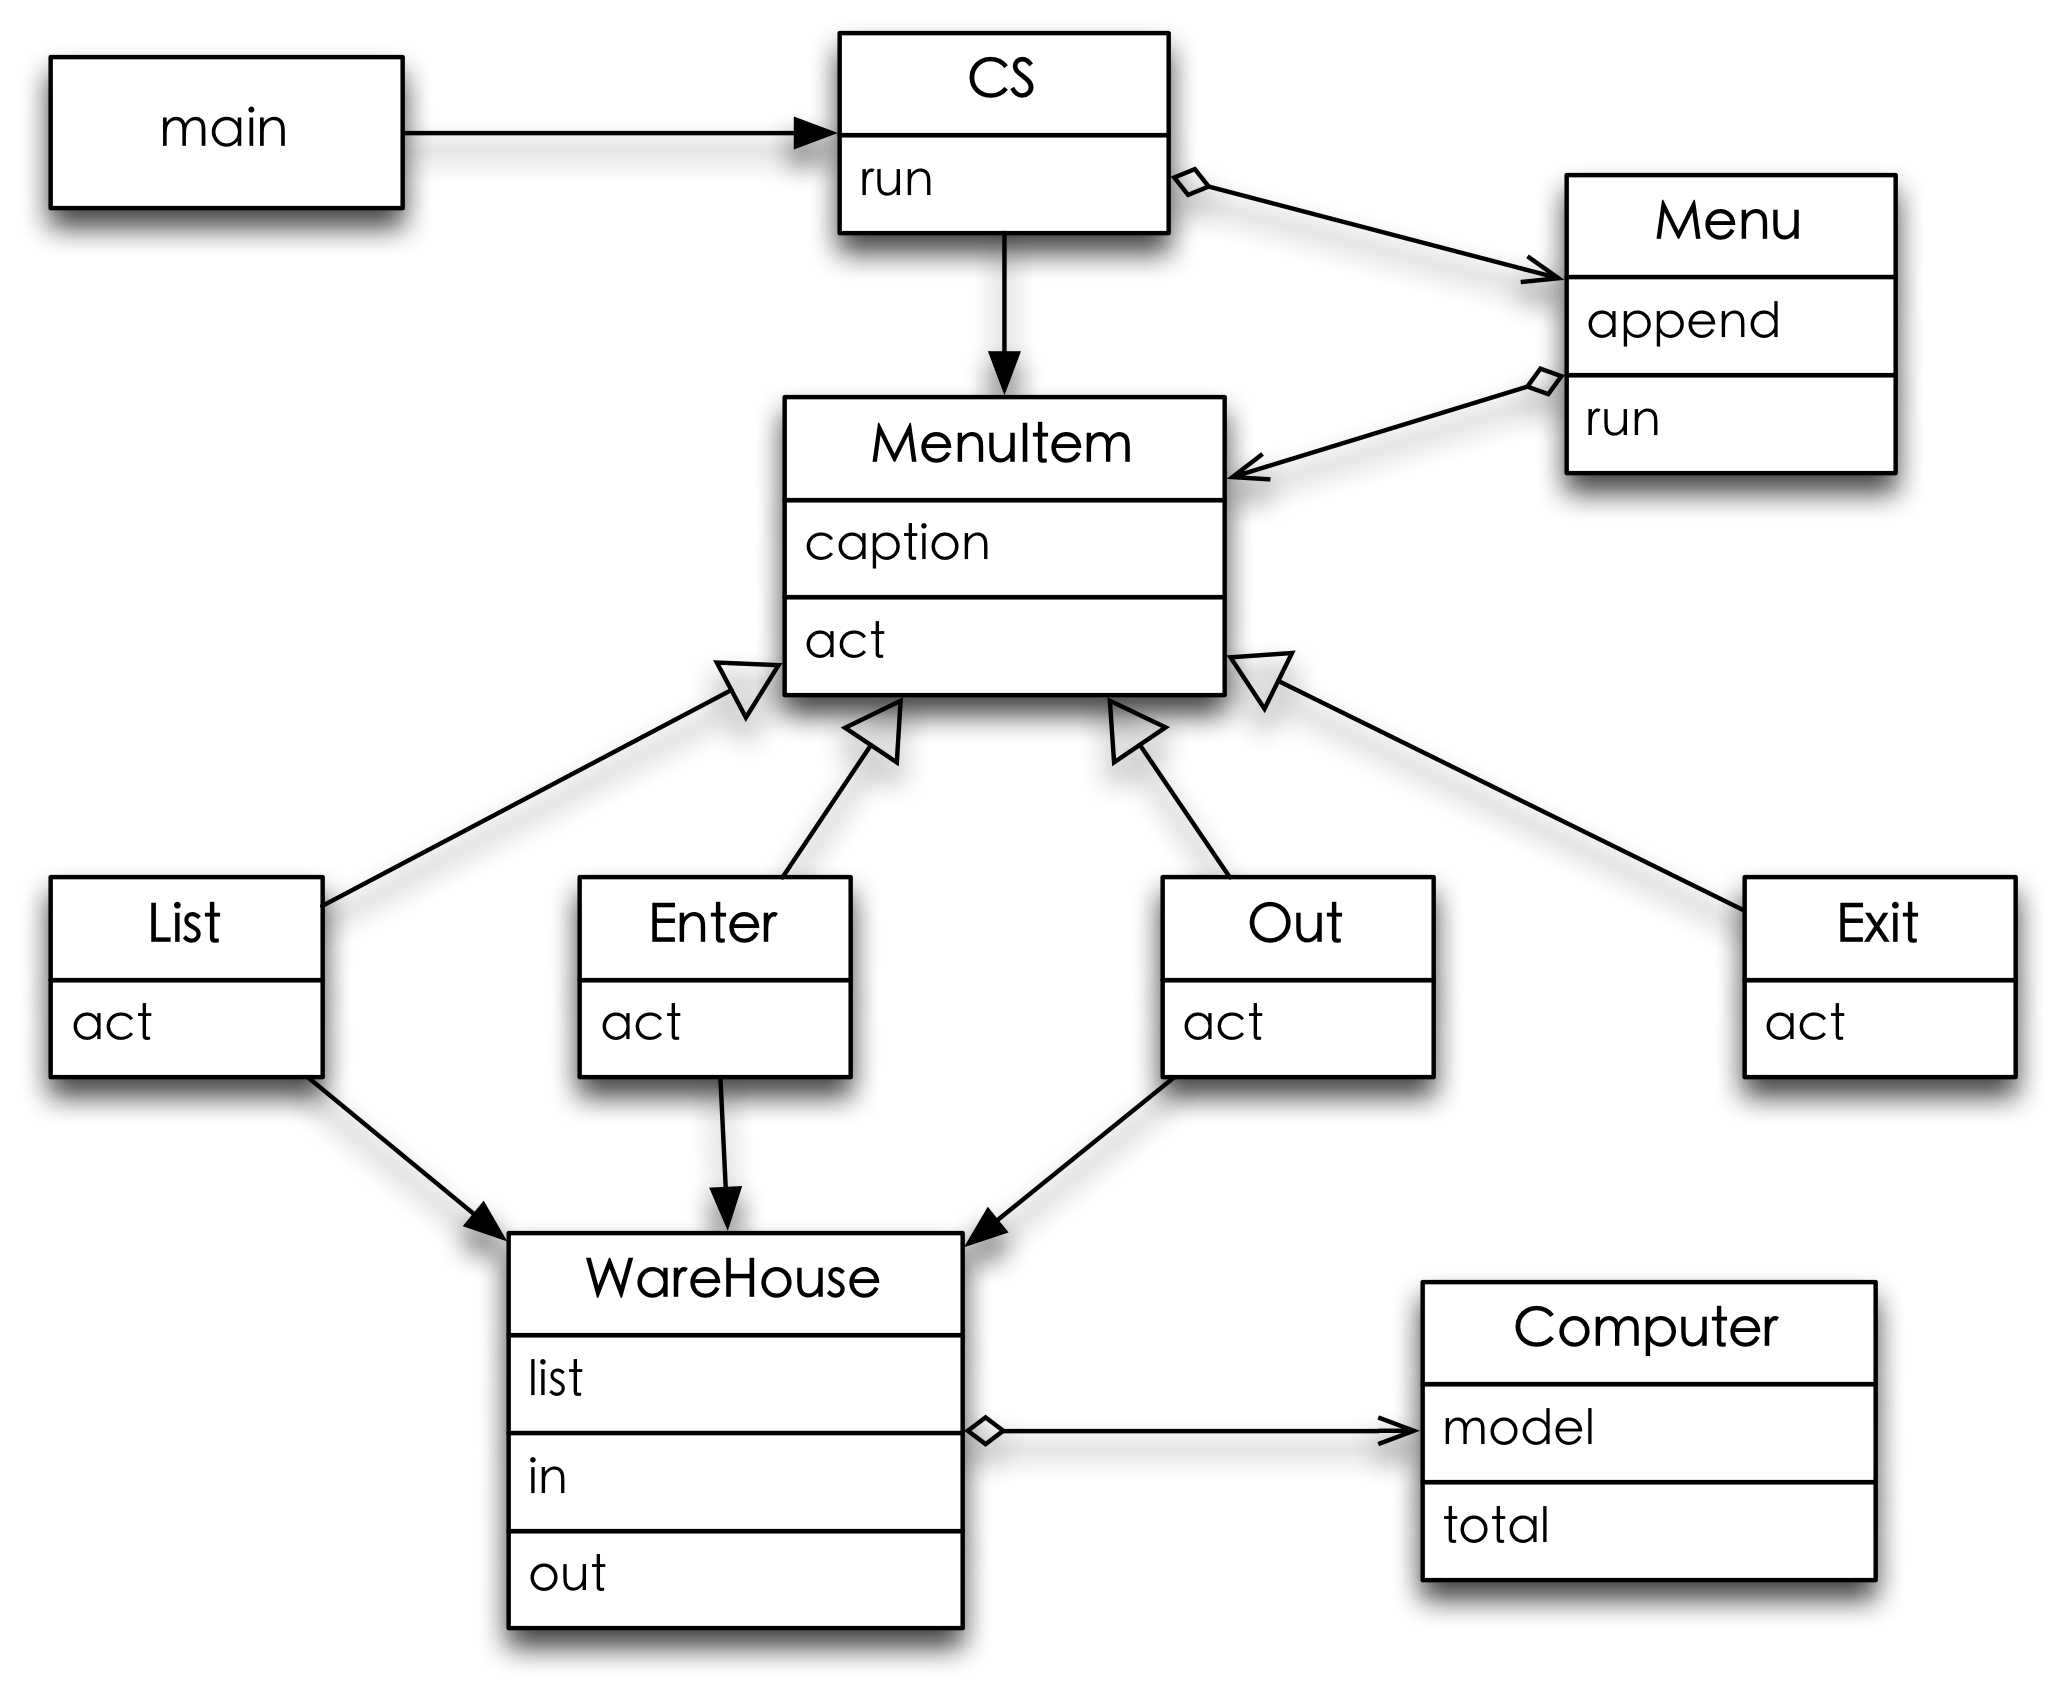 main
CS
run
Menu
append
run
MenuItem
caption
act
List
act
Enter
act
Out
act
Exit
act
WareHouse
list
in
out
Computer
model
total